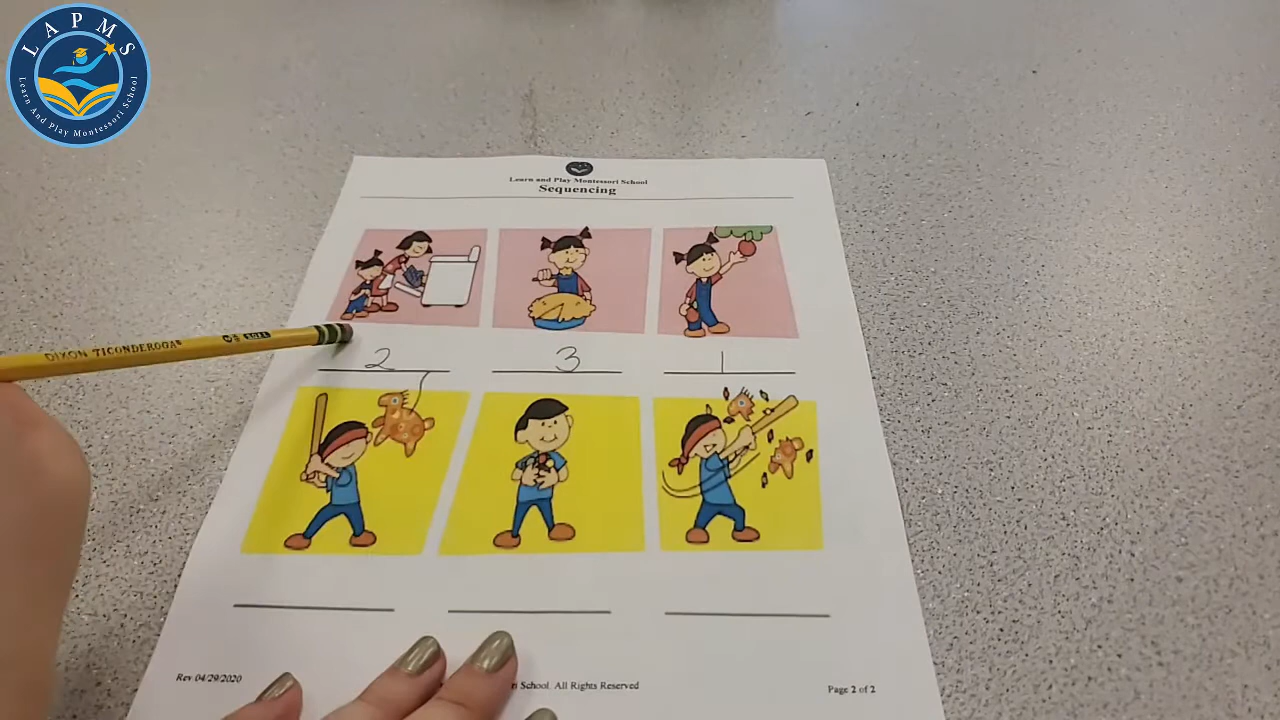 LAPMS
Learn And Play Montessori School
Learn and Play Montessori School
Sequencing
DIXON TICONDEROGA®
2
3
1
Rev 04/29/2020
School. All Rights Reserved
Page 2 of 2